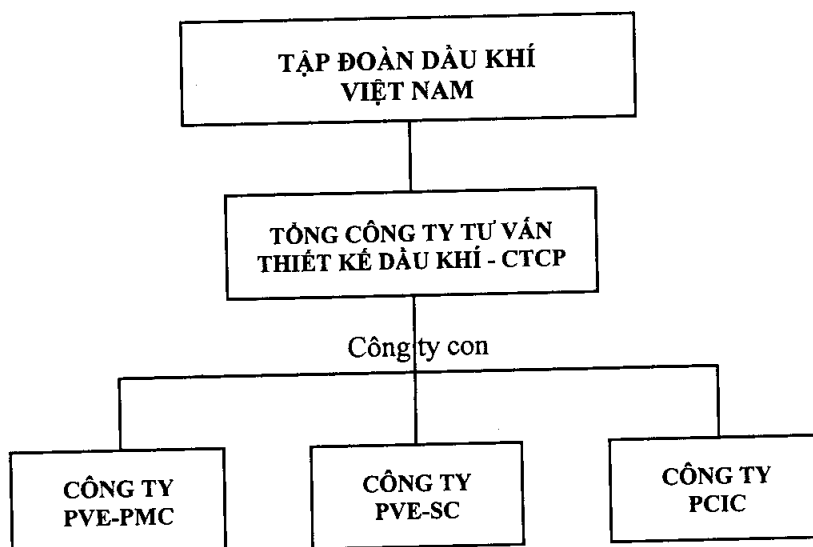 TẬP ĐOÀN DẦU KHÍ
VIỆT NAM
TỔNG CÔNG TY TƯ VẤN
THIẾT KẾ DẦU KHÍ - CTCP
Công ty con
CÔNG TY
PVE-PMC
CÔNG TY
PVE-SC
CÔNG TY
PCIC